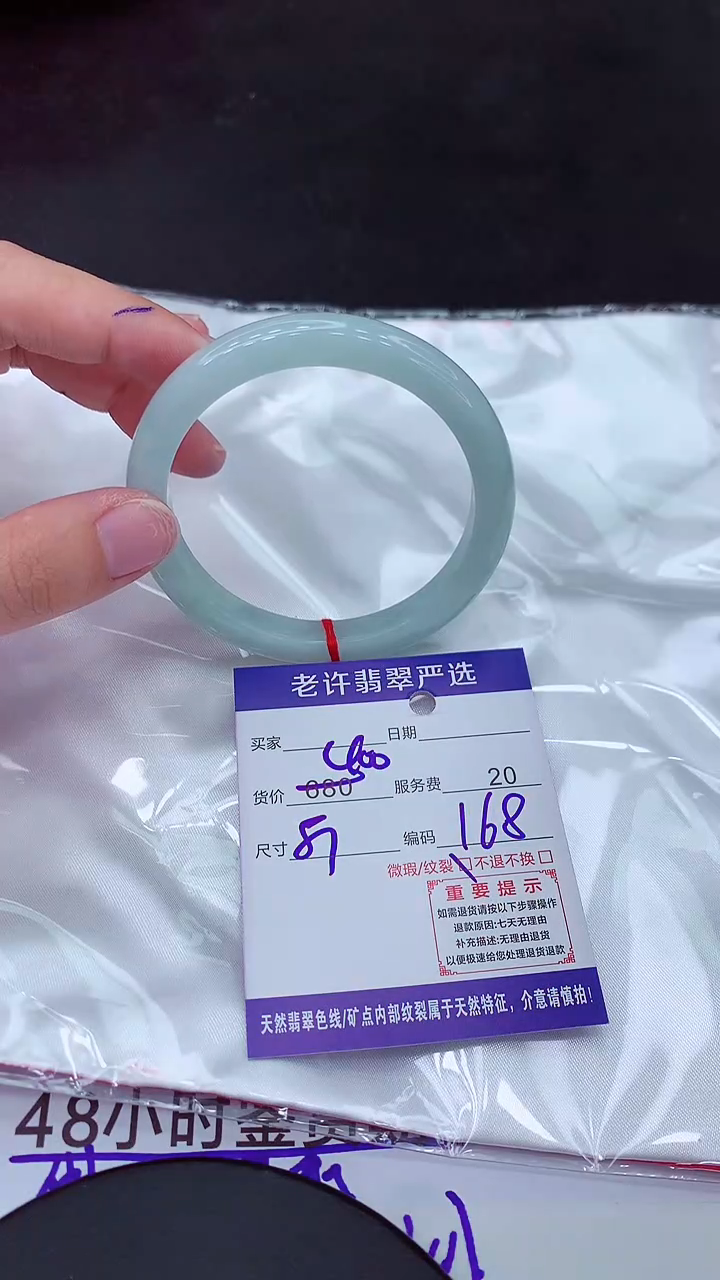 老许翡翠严选
买家 日期
货价 680 服务费 20
尺寸 57 编码 168
微瑕/纹裂 不退不换
重要提示
如需退货请按以下步骤操作
退款原因:七天无理由
补充描述:无理由退货
以便极速给您处理退货退款
天然翡翠色线/矿点内部纹裂属于天然特征，介意请慎拍!
48小时鉴赏期